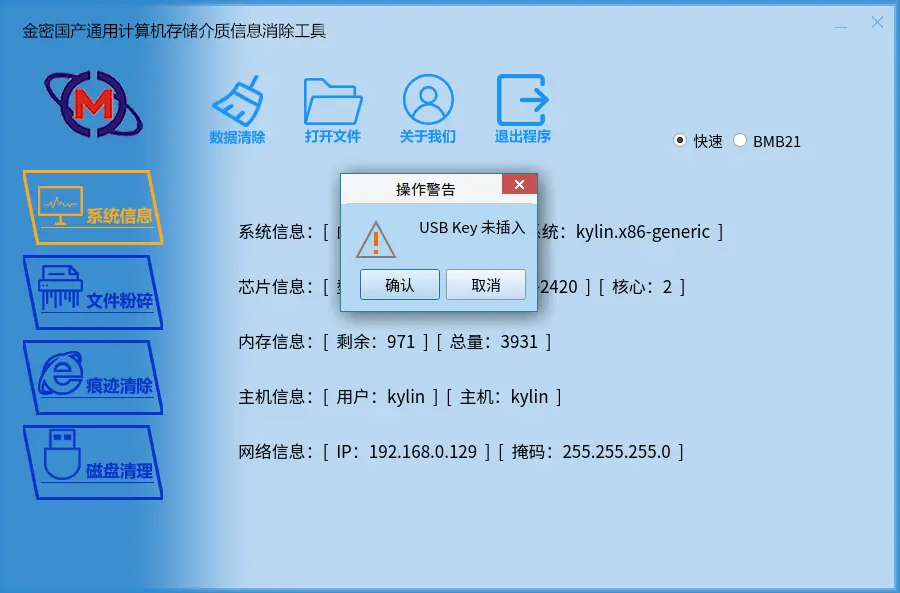 金密国产通用计算机存储介质信息消除工具
M
数据清除 打开文件 关于我们 退出程序
快速 BMB21
系统信息
文件粉碎
痕迹清除
磁盘清理
操作警告
USB Key 未插入
确认 取消
系统信息：[ 统：kylin.x86-generic ]
芯片信息：[ -2420 ] [ 核心：2 ]
内存信息：[ 剩余：971 ] [ 总量：3931 ]
主机信息：[ 用户：kylin ] [ 主机：kylin ]
网络信息：[ IP：192.168.0.129 ] [ 掩码：255.255.255.0 ]